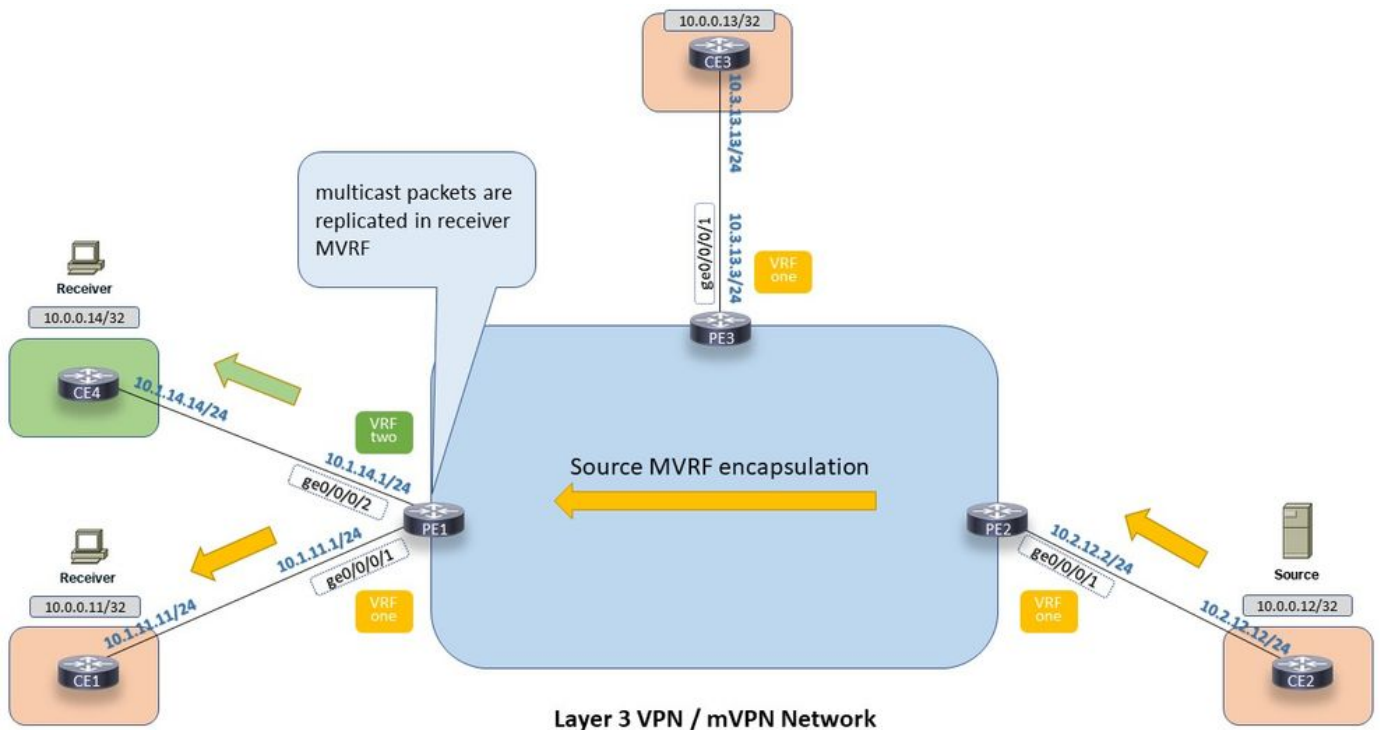 10.0.0.13/32
CE3
10.3.13.13/24
multicast packets are
replicated in receiver
MVRF
ge0/0/0/1
10.3.13.3/24
VRF
one
Receiver
10.0.0.14/32
PE3
CE4
10.1.14.14/24
VRF
two
Source MVRF encapsulation
10.1.14.1/24
ge0/0/0/2
PE1
PE2
Receiver
10.1.11.1/24
ge0/0/0/1
10.2.12.2/24
ge0/0/0/1
Source
10.0.0.11/32
10.1.11.11/24
VRF
one
VRF
one
10.0.0.12/32
10.2.12.12/24
CE1
CE2
Layer 3 VPN / mVPN Network